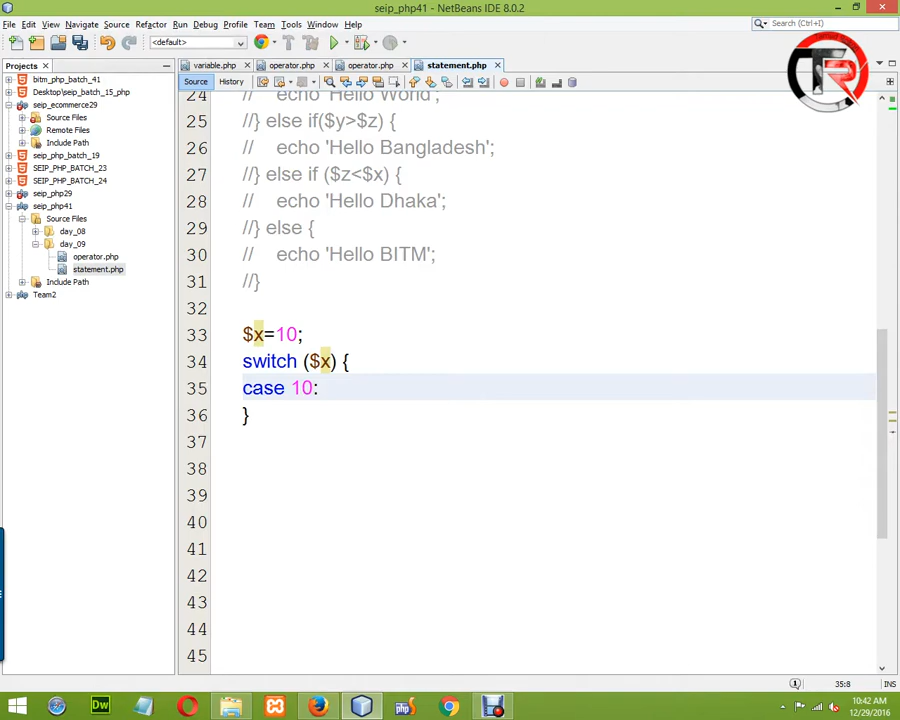 seip_php41 - NetBeans IDE 8.0.2
File Edit View Navigate Source Refactor Run Debug Profile Team Tools Window Help
Search (Ctrl+I)
<default>
Projects
variable.php operator.php operator.php statement.php
Source History
bitm_php_batch_41
Desktop\seip_batch_15_php
seip_ecommerce29
Source Files
Remote Files
Include Path
seip_php_batch_19
SEIP_PHP_BATCH_23
SEIP_PHP_BATCH_24
seip_php29
seip_php41
Source Files
day_08
day_09
operator.php
statement.php
Include Path
Team2
24 // echo 'Hello World';
25 //} else if($y>$z) {
26 // echo 'Hello Bangladesh';
27 //} else if ($z<$x) {
28 // echo 'Hello Dhaka';
29 //} else {
30 // echo 'Hello BITM';
31 //}
32
33 $x=10;
34 switch ($x) {
35 case 10:
36 }
37
38
39
40
41
42
43
44
45
35:8 INS
Dw
php
10:42 AM
12/29/2016